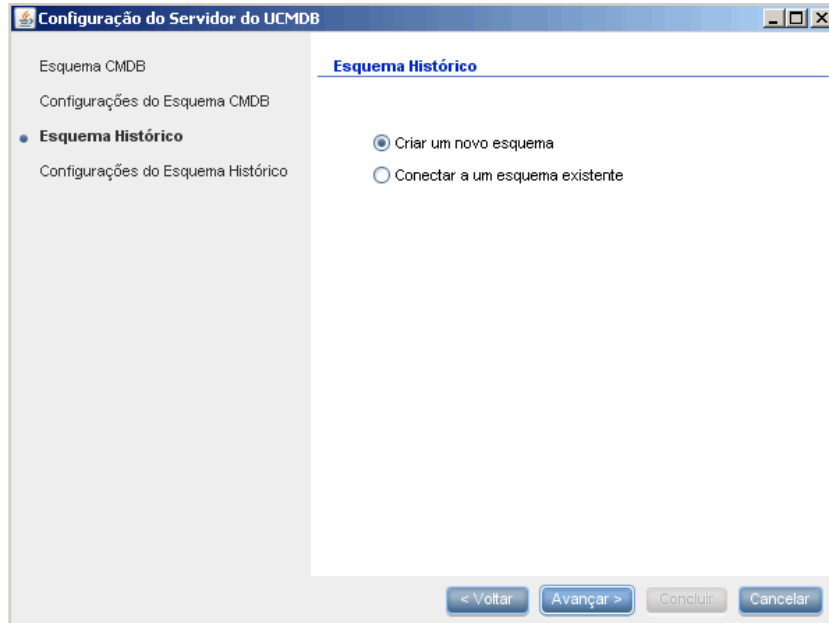 Configuração do Servidor do UCMDB
Esquema CMDB
Configurações do Esquema CMDB
Esquema Histórico
Configurações do Esquema Histórico
Esquema Histórico
Criar um novo esquema
Conectar a um esquema existente
< Voltar
Avançar >
Concluir
Cancelar